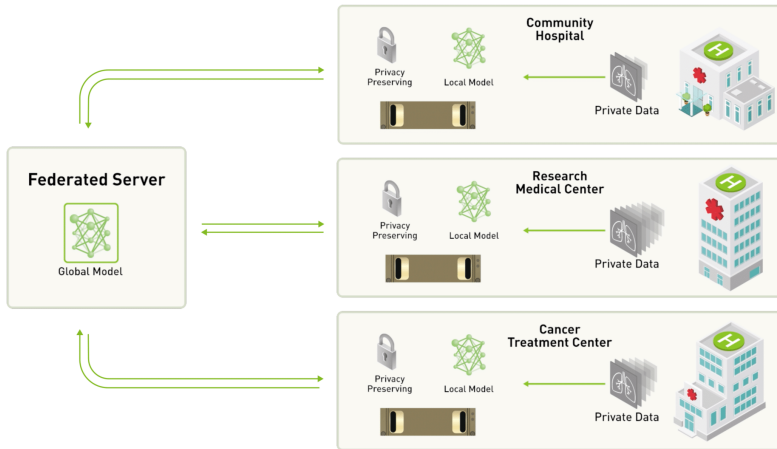 Community
Hospital
Privacy
Preserving
Local Model
Private Data
H
Federated Server
Global Model
Research
Medical Center
Privacy
Preserving
Local Model
Private Data
H
Cancer
Treatment Center
Privacy
Preserving
Local Model
Private Data
H